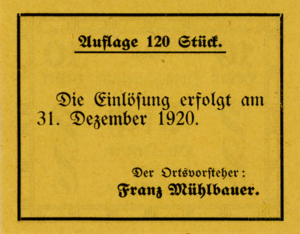 Auflage 120 Stück.
Die Einlösung erfolgt am
31. Dezember 1920.
Der Ortsvorsteher:
Franz Mühlbauer.